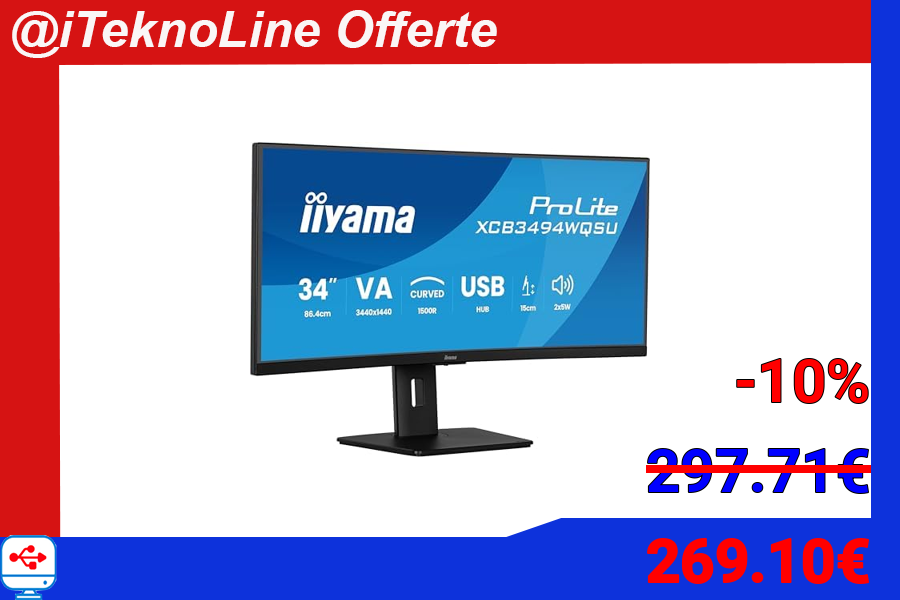 @iTeknoLine Offerte
iiyama
ProLite
XCB3494WQSU
34" VA CURVED USB
86.4cm 3440x1440 1500R HUB 15cm 2x5W
iiyama
-10%
297.71€
269.10€